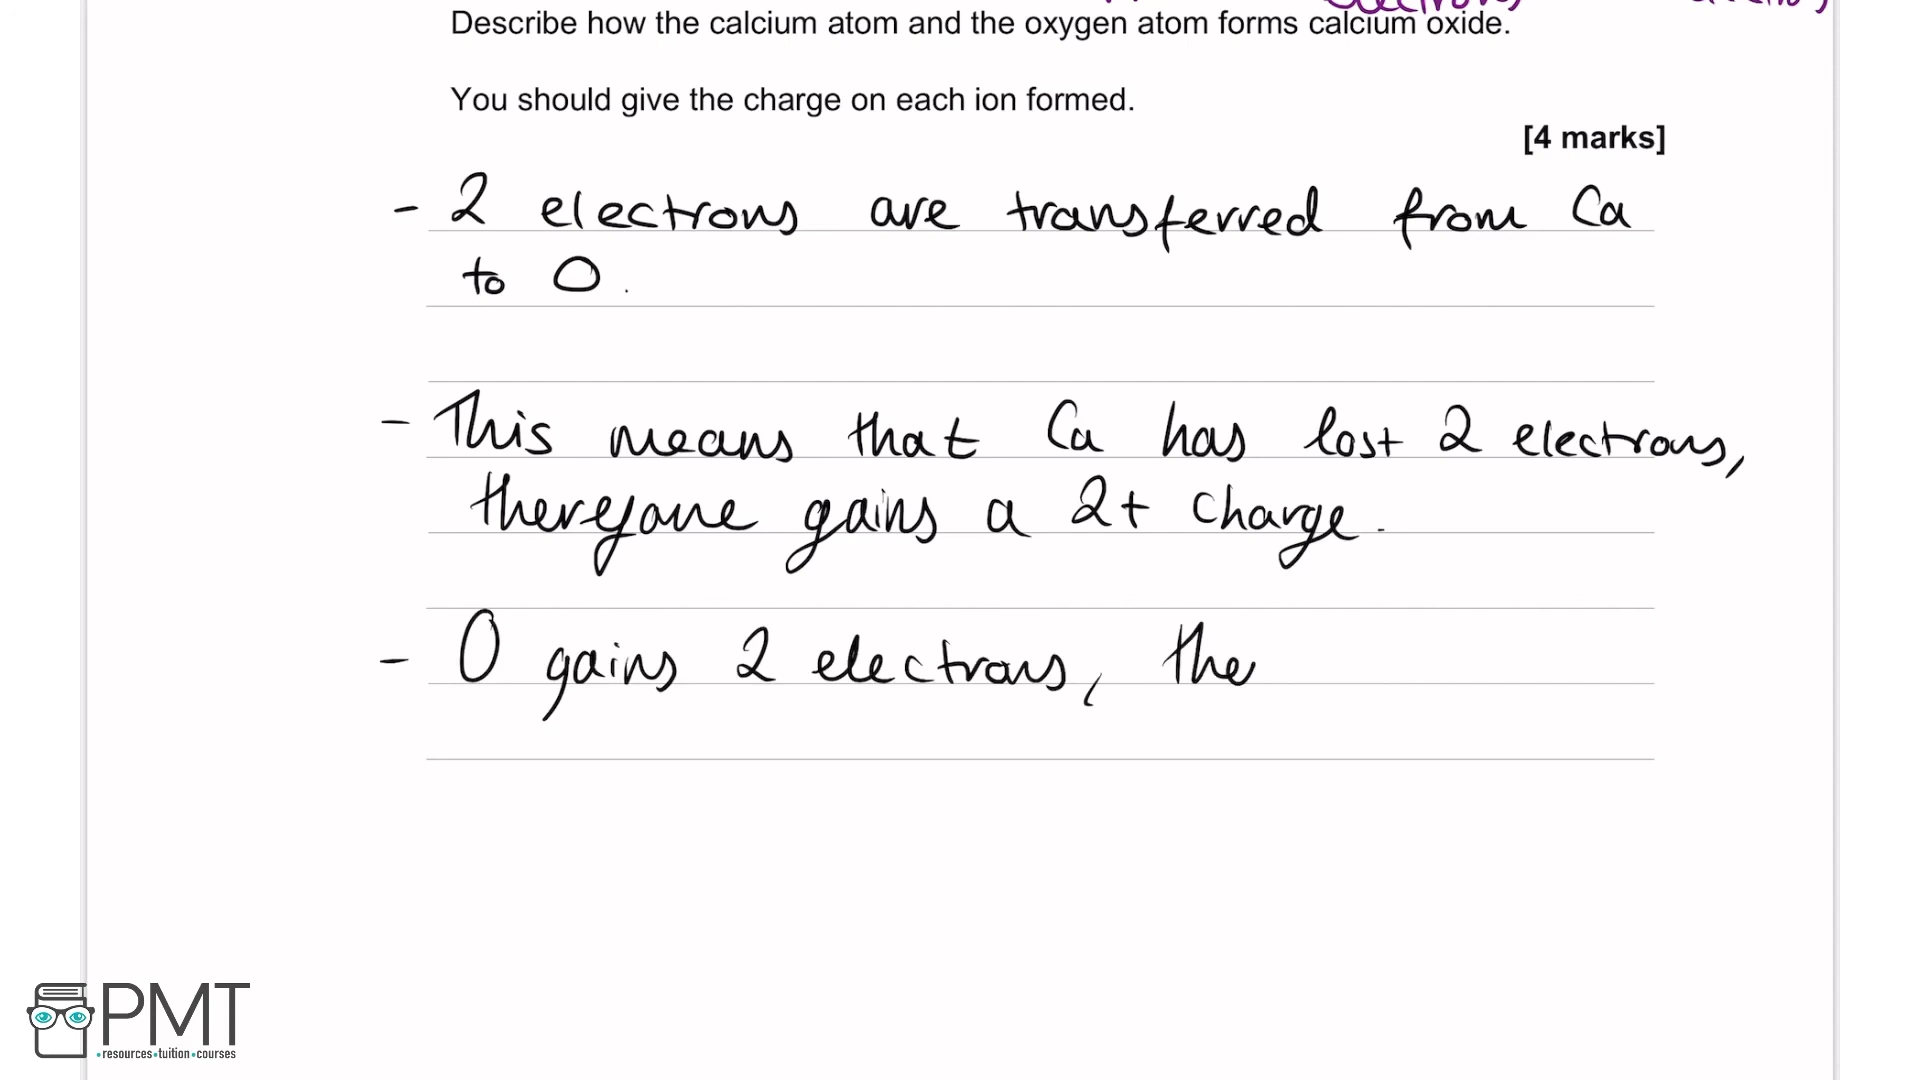 Describe how the calcium atom and the oxygen atom forms calcium oxide.
You should give the charge on each ion formed.
[4 marks]
- 2 electrons are transferred from Ca
to O.
- This means that Ca has lost 2 electrons,
therefore gains a 2+ charge.
- O gains 2 electrons, the
PMT
•resources•tuition•courses